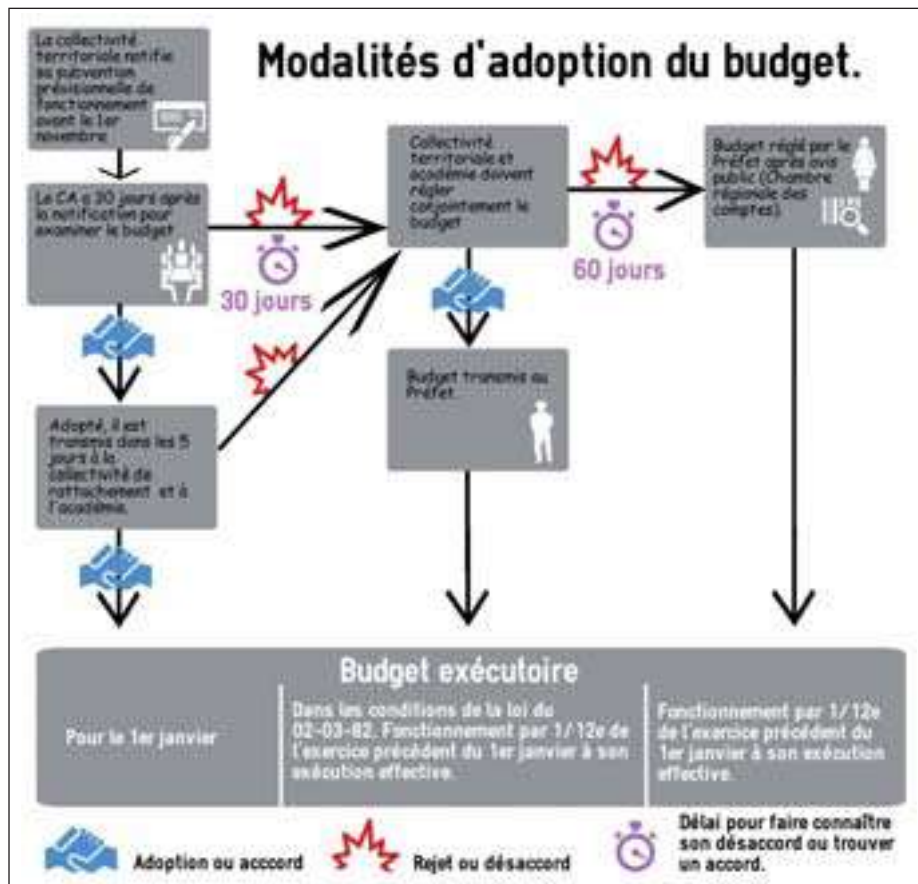 Modalités d'adoption du budget.
La collectivité
territoriale notifie
sa subvention
prévisionnelle de
fonctionnement
avant le 1er
novembre
Le CA a 30 jours après
la notification pour
examiner le budget
30 jours
Collectivité
territoriale et
académie doivent
régler
conjointement le
budget
60 jours
Budget réglé par le
Préfet après avis
public (Chambre
régionale des
comptes).
Adopté, il est
transmis dans les 5
jours à la
collectivité de
rattachement et à
l'académie.
Budget transmis au
Préfet.
Budget exécutoire
Pour le 1er janvier
Dans les conditions de la loi du
02-03-82. Fonctionnement par 1/12e de
l'exercice précédent du 1er janvier à son
exécution effective.
Fonctionnement par 1/12e
de l'exercice précédent du
1er janvier à son exécution
effective.
Adoption ou acccord
Rejet ou désaccord
Délai pour faire connaître
son désaccord ou trouver
un accord.